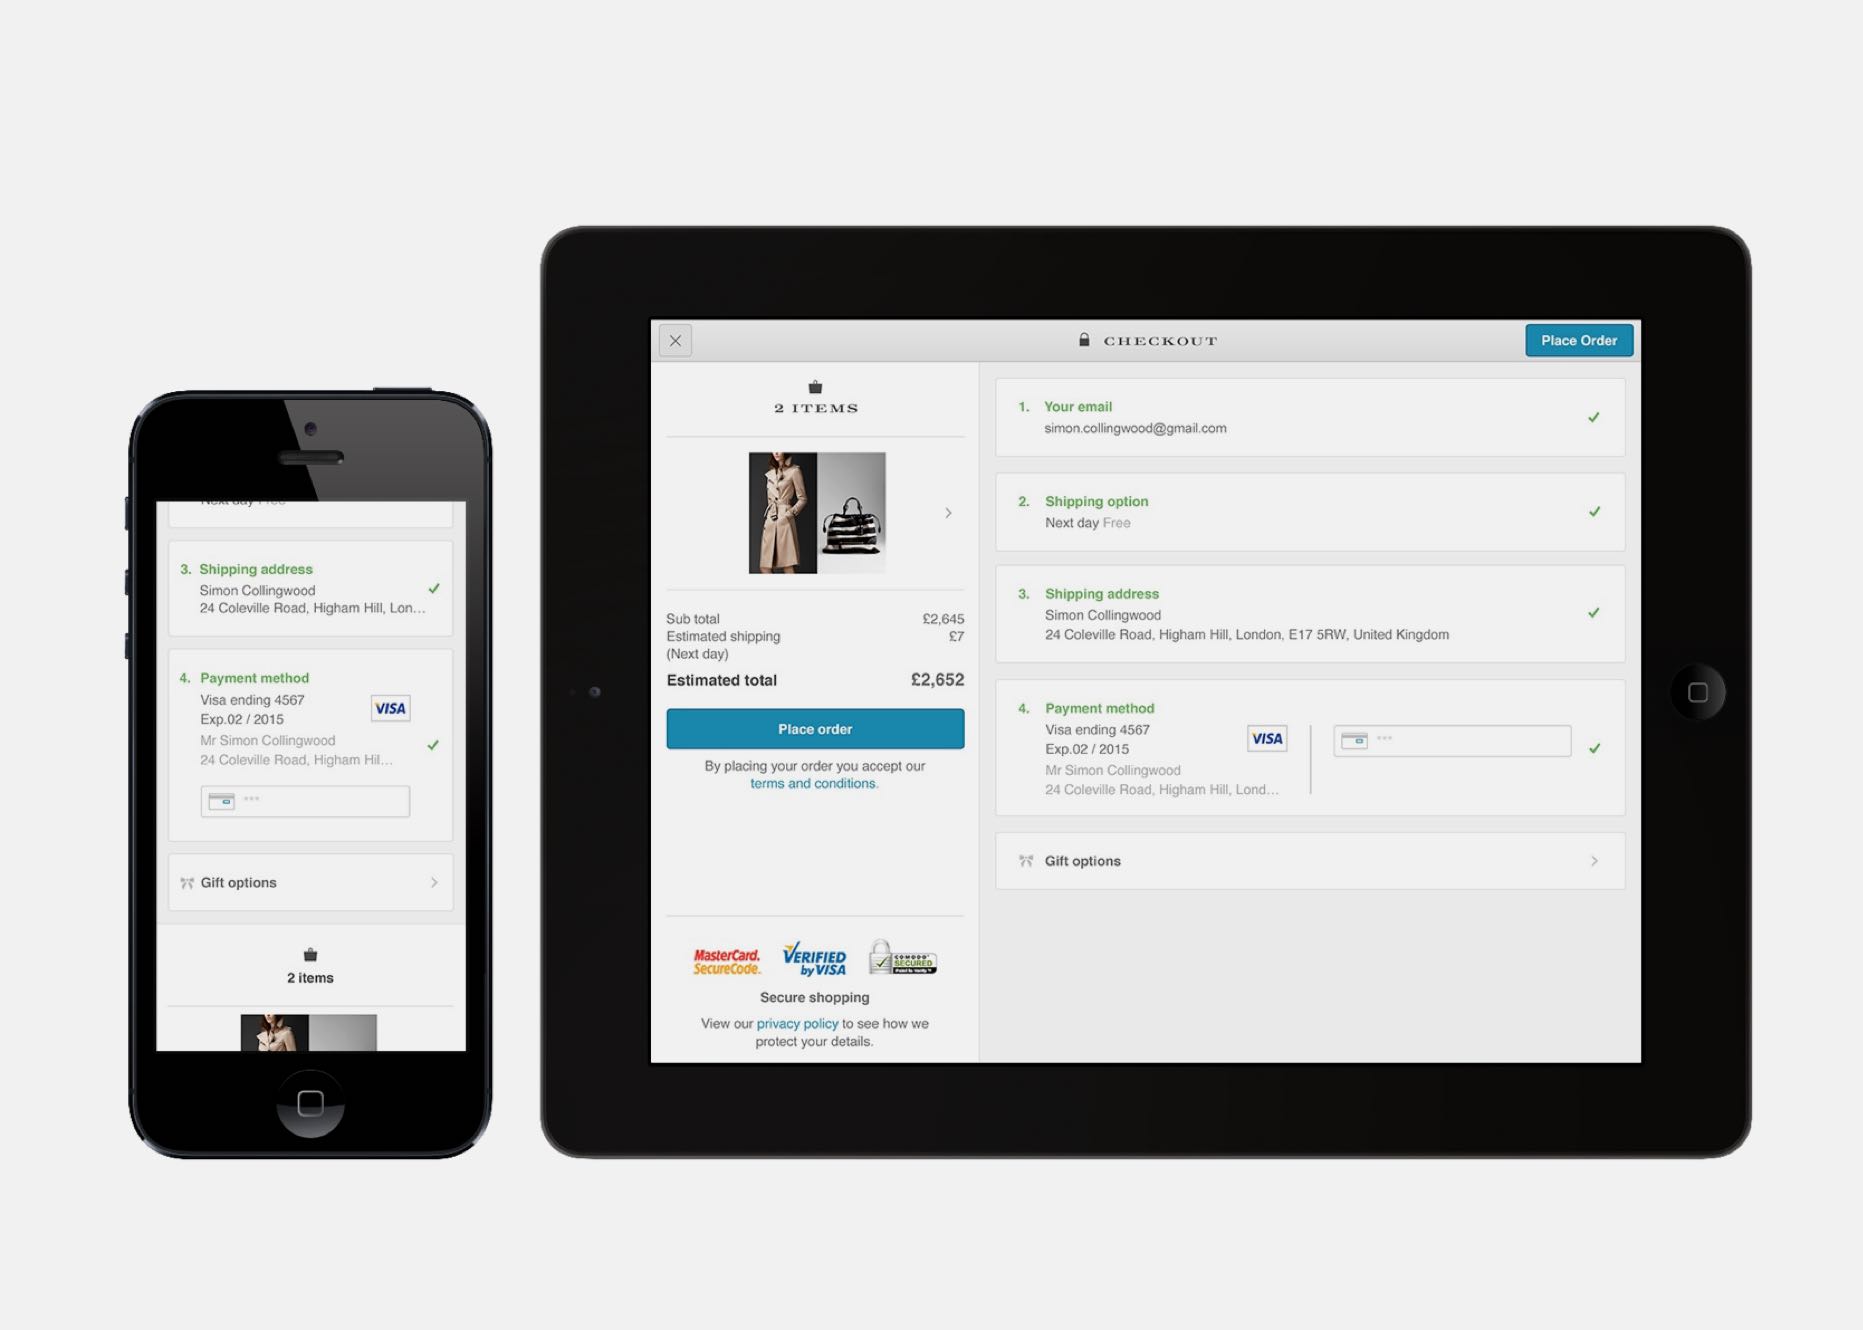 Next day Free
3. Shipping address
Simon Collingwood
24 Coleville Road, Higham Hill, Lon...
4. Payment method
Visa ending 4567
VISA
Exp.02 / 2015
Mr Simon Collingwood
24 Coleville Road, Higham Hil...
***
Gift options
2 items
CHECKOUT
Place Order
2 ITEMS
Sub total £2,645
Estimated shipping £7
(Next day)
Estimated total £2,652
Place order
By placing your order you accept our
terms and conditions.
MasterCard.
SecureCode.
VERIFIED
by VISA
COMODO
SECURED
Secure shopping
View our privacy policy to see how we
protect your details.
1. Your email
simon.collingwood@gmail.com
2. Shipping option
Next day Free
3. Shipping address
Simon Collingwood
24 Coleville Road, Higham Hill, London, E17 5RW, United Kingdom
4. Payment method
Visa ending 4567
VISA
***
Exp.02 / 2015
Mr Simon Collingwood
24 Coleville Road, Higham Hill, Lond...
Gift options